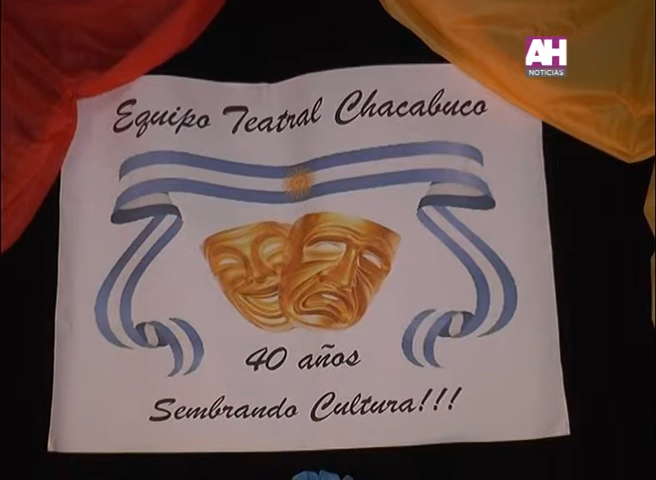 AH
NOTICIAS
Equipo Teatral Chacabuco
40 años
Sembrando Cultura!!!